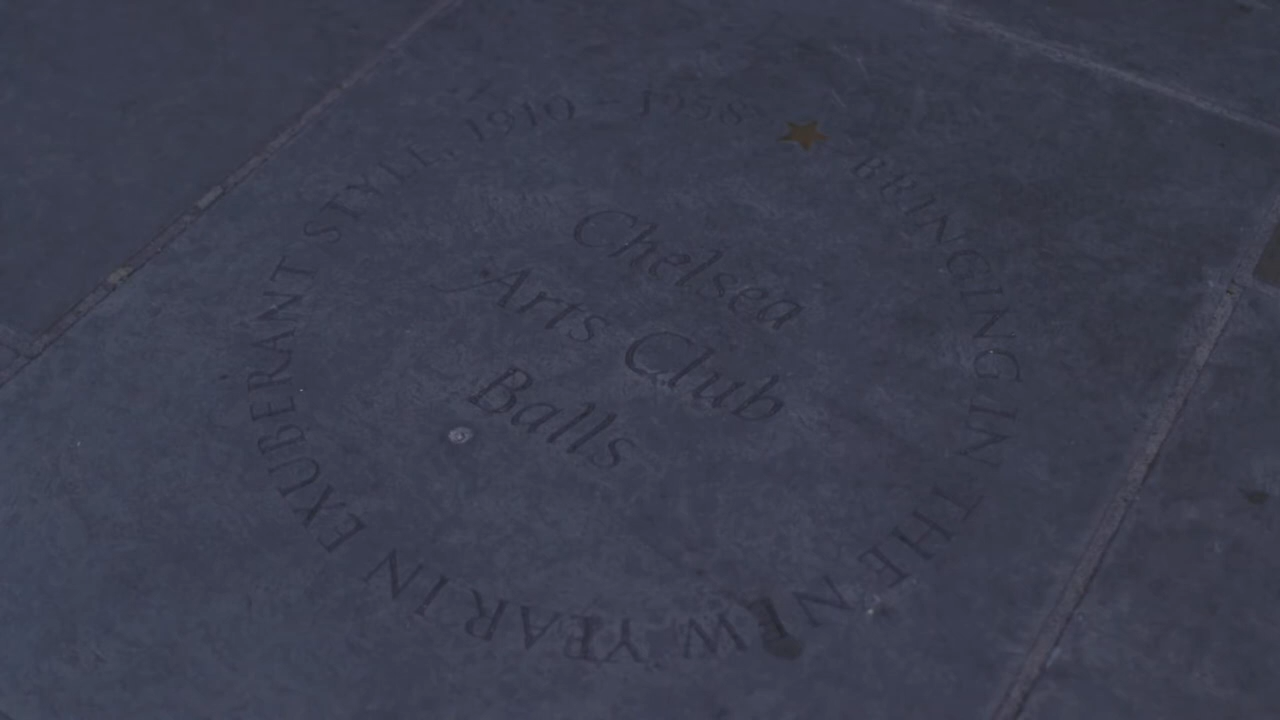 Chelsea
Arts Club
Balls
BRINGING IN THE NEW YEAR IN EXUBERANT STYLE, 1910 - 1958